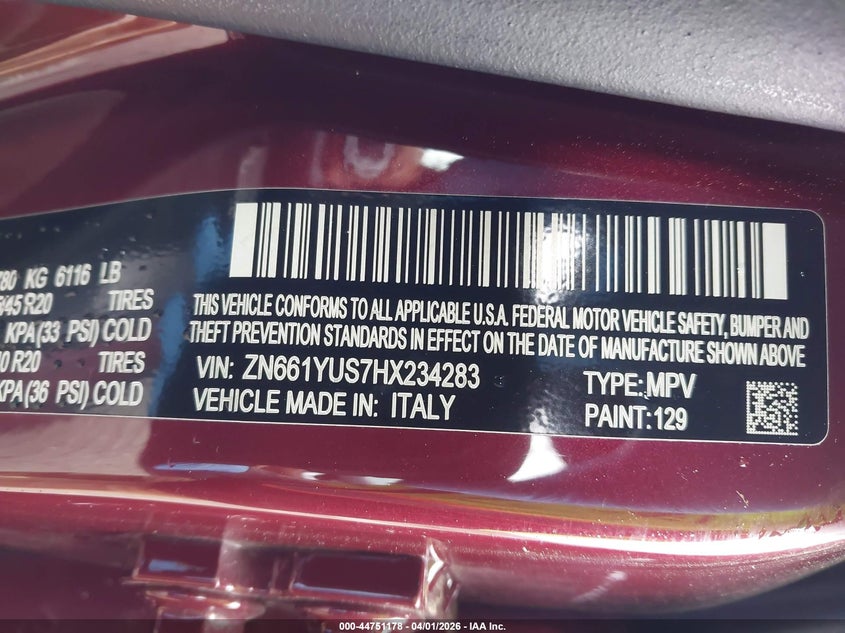 780 KG 6116 LB
45 R20 TIRES
KPA (33 PSI) COLD
0 R20 TIRES
KPA (36 PSI) COLD
THIS VEHICLE CONFORMS TO ALL APPLICABLE U.S.A. FEDERAL MOTOR VEHICLE SAFETY, BUMPER AND
THEFT PREVENTION STANDARDS IN EFFECT ON THE DATE OF MANUFACTURE SHOWN ABOVE
VIN: ZN661YUS7HX234283
TYPE: MPV
VEHICLE MADE IN: ITALY
PAINT: 129
000-44751178 - 04/01/2026 - IAA Inc.